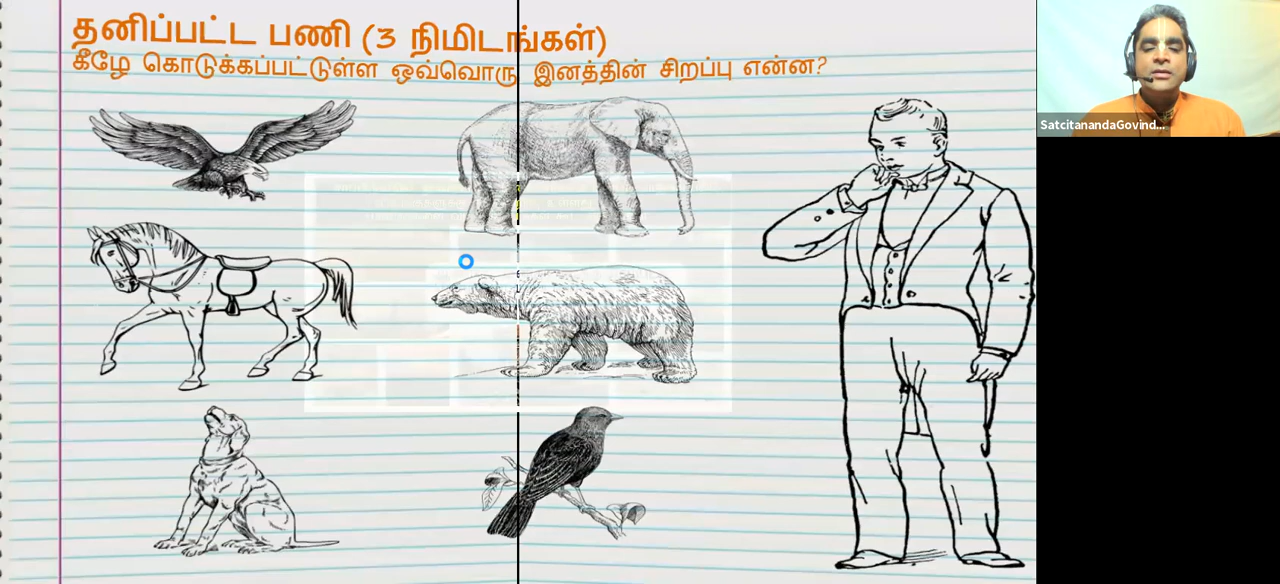 தனிப்பட்ட பணி (3 நிமிடங்கள்)
கீழே கொடுக்கப்பட்டுள்ள ஒவ்வொரு இனத்தின் சிறப்பு என்ன?
SatcitanandaGovind...